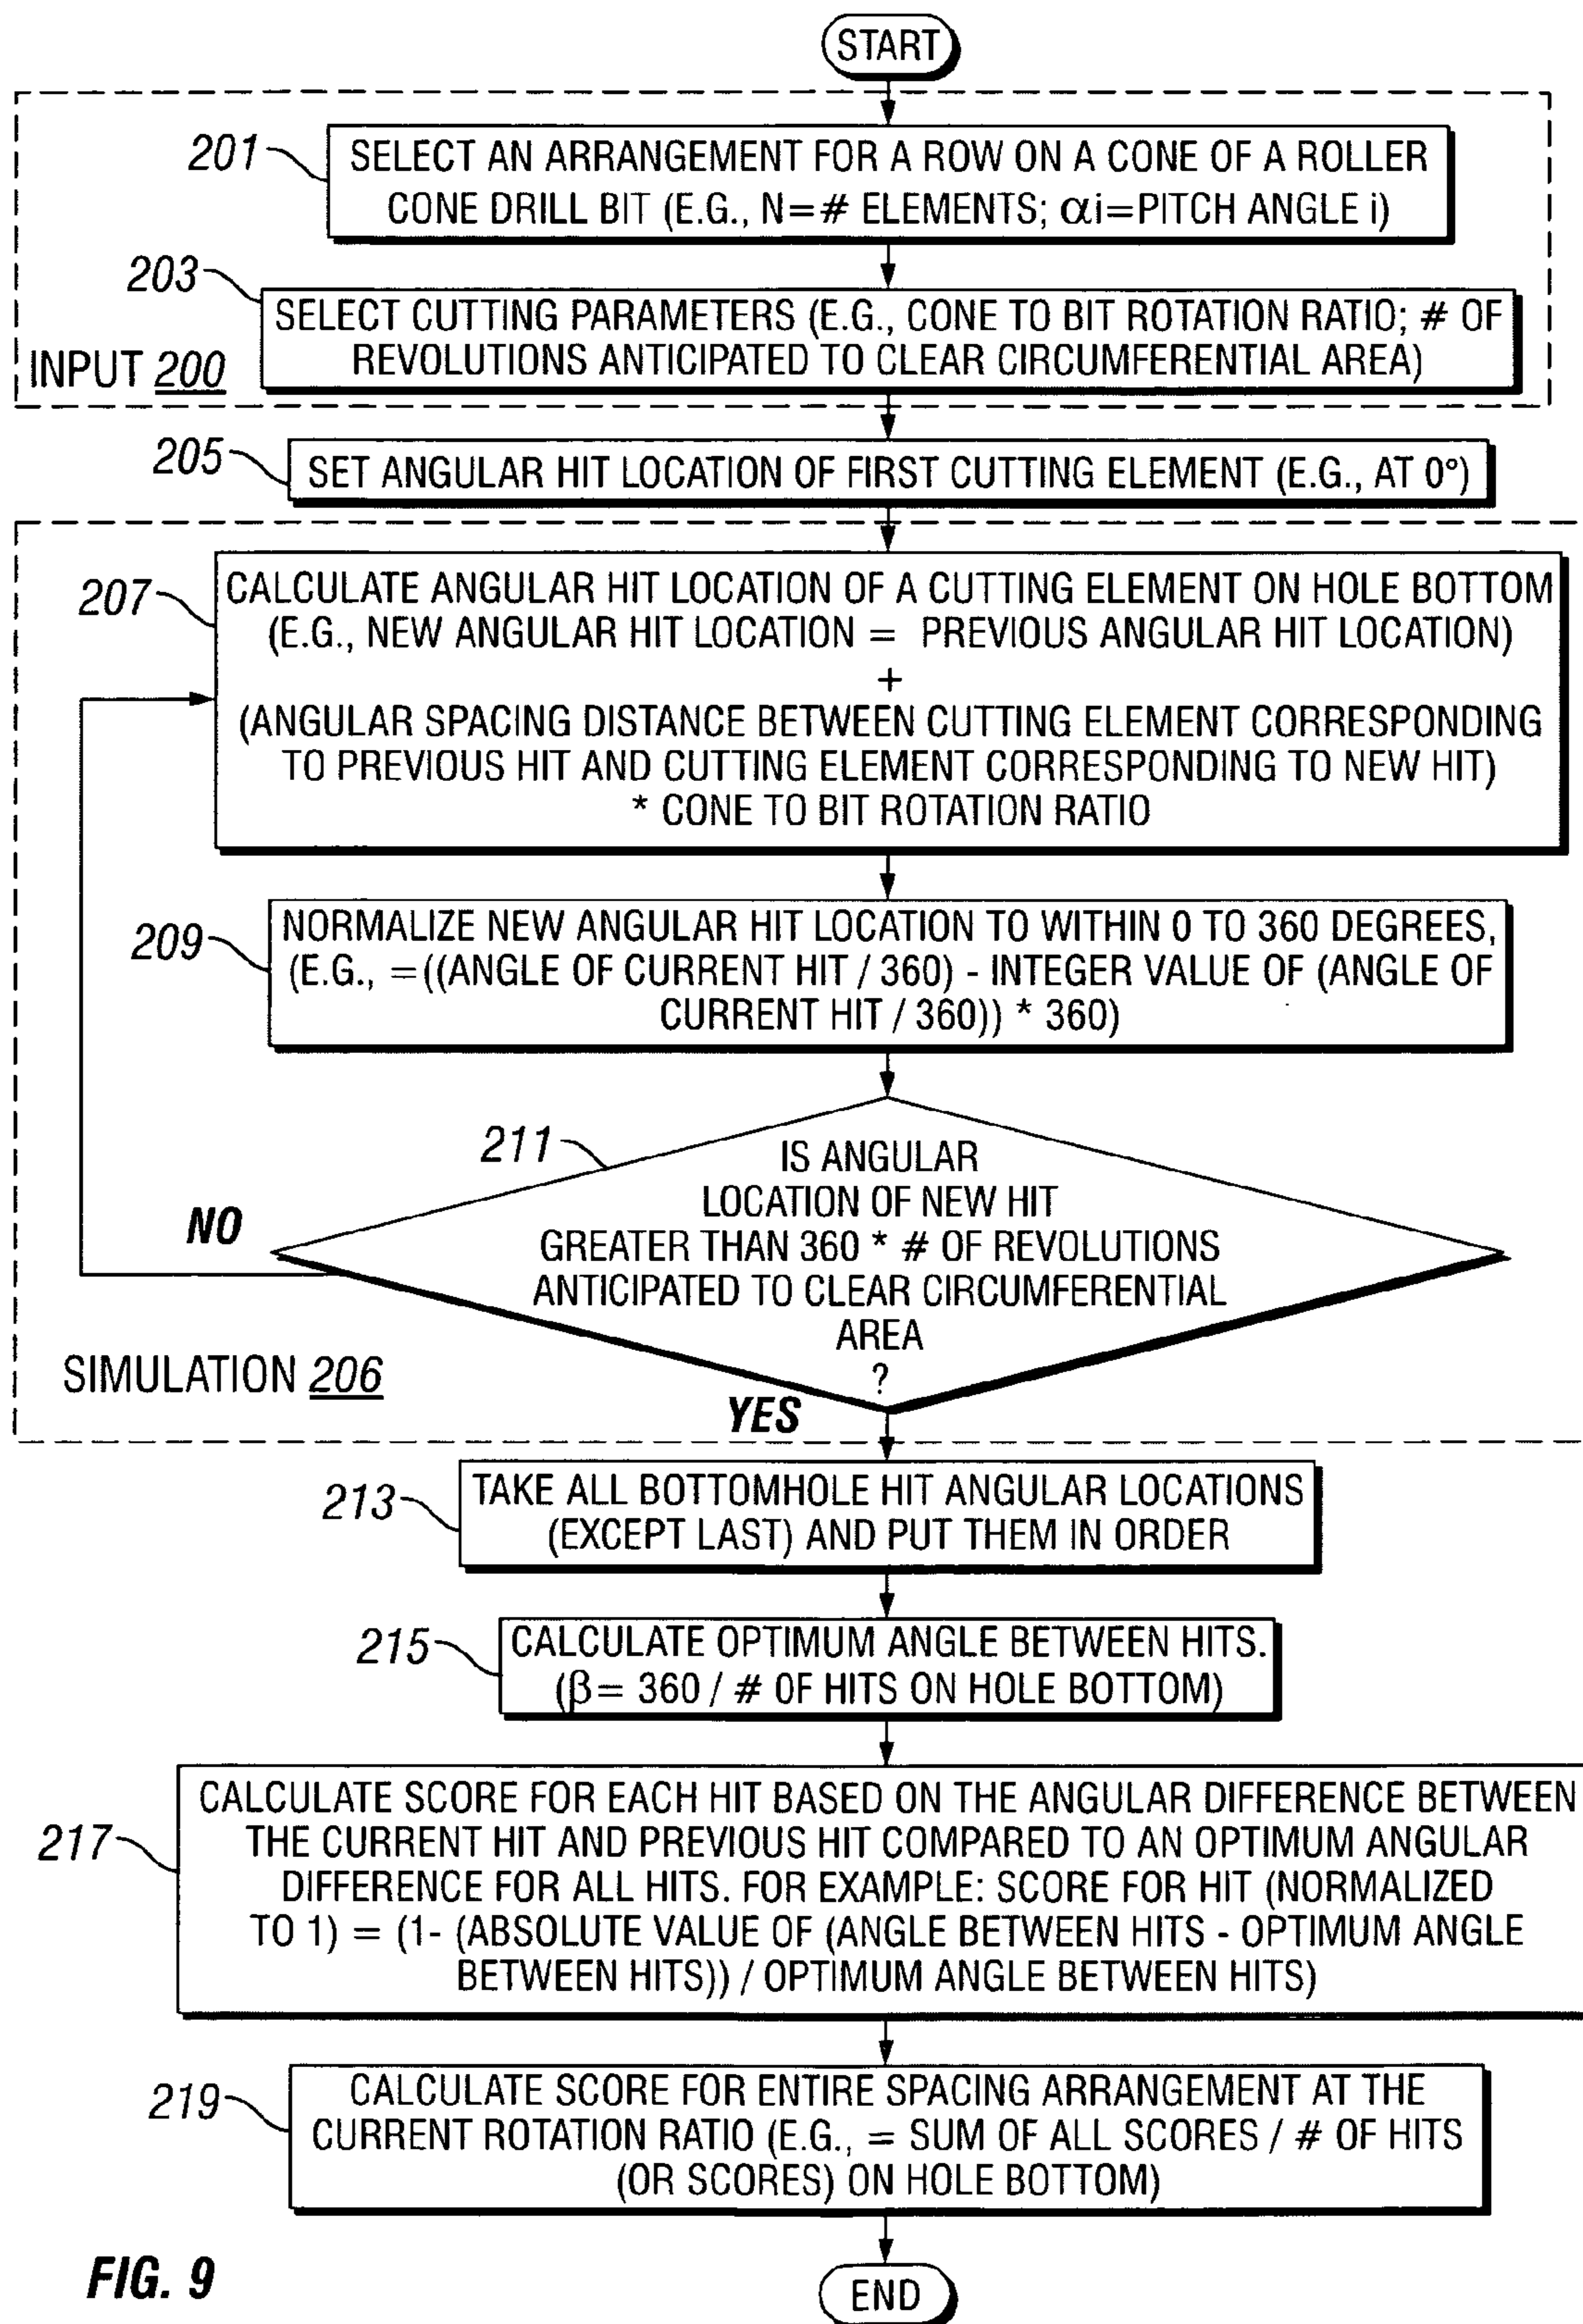 START
201
SELECT AN ARRANGEMENT FOR A ROW ON A CONE OF A ROLLER
CONE DRILL BIT (E.G., N=# ELEMENTS; αi=PITCH ANGLE i)
203
SELECT CUTTING PARAMETERS (E.G., CONE TO BIT ROTATION RATIO; # OF
REVOLUTIONS ANTICIPATED TO CLEAR CIRCUMFERENTIAL AREA)
INPUT 200
205
SET ANGULAR HIT LOCATION OF FIRST CUTTING ELEMENT (E.G., AT 0°)
207
CALCULATE ANGULAR HIT LOCATION OF A CUTTING ELEMENT ON HOLE BOTTOM
(E.G., NEW ANGULAR HIT LOCATION = PREVIOUS ANGULAR HIT LOCATION)
+
(ANGULAR SPACING DISTANCE BETWEEN CUTTING ELEMENT CORRESPONDING
TO PREVIOUS HIT AND CUTTING ELEMENT CORRESPONDING TO NEW HIT)
* CONE TO BIT ROTATION RATIO
209
NORMALIZE NEW ANGULAR HIT LOCATION TO WITHIN 0 TO 360 DEGREES,
(E.G., =((ANGLE OF CURRENT HIT / 360) - INTEGER VALUE OF (ANGLE OF
CURRENT HIT / 360)) * 360)
211
IS ANGULAR
LOCATION OF NEW HIT
GREATER THAN 360 * # OF REVOLUTIONS
ANTICIPATED TO CLEAR CIRCUMFERENTIAL
AREA
?
NO
SIMULATION 206
YES
213
TAKE ALL BOTTOMHOLE HIT ANGULAR LOCATIONS
(EXCEPT LAST) AND PUT THEM IN ORDER
215
CALCULATE OPTIMUM ANGLE BETWEEN HITS.
(β= 360 / # OF HITS ON HOLE BOTTOM)
217
CALCULATE SCORE FOR EACH HIT BASED ON THE ANGULAR DIFFERENCE BETWEEN
THE CURRENT HIT AND PREVIOUS HIT COMPARED TO AN OPTIMUM ANGULAR
DIFFERENCE FOR ALL HITS. FOR EXAMPLE: SCORE FOR HIT (NORMALIZED
TO 1) = (1- (ABSOLUTE VALUE OF (ANGLE BETWEEN HITS - OPTIMUM ANGLE
BETWEEN HITS)) / OPTIMUM ANGLE BETWEEN HITS)
219
CALCULATE SCORE FOR ENTIRE SPACING ARRANGEMENT AT THE
CURRENT ROTATION RATIO (E.G., = SUM OF ALL SCORES / # OF HITS
(OR SCORES) ON HOLE BOTTOM)
FIG. 9
END